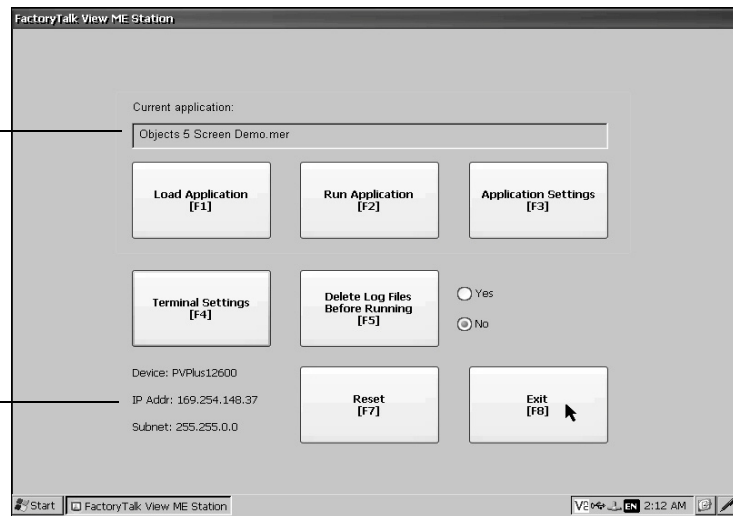 FactoryTalk View ME Station
Current application:
Objects 5 Screen Demo.mer
Load Application
[F1]
Run Application
[F2]
Application Settings
[F3]
Terminal Settings
[F4]
Delete Log Files
Before Running
[F5]
Yes
No
Device: PVPlus12600
IP Addr: 169.254.148.37
Subnet: 255.255.0.0
Reset
[F7]
Exit
[F8]
Start
FactoryTalk View ME Station
EN
2:12 AM